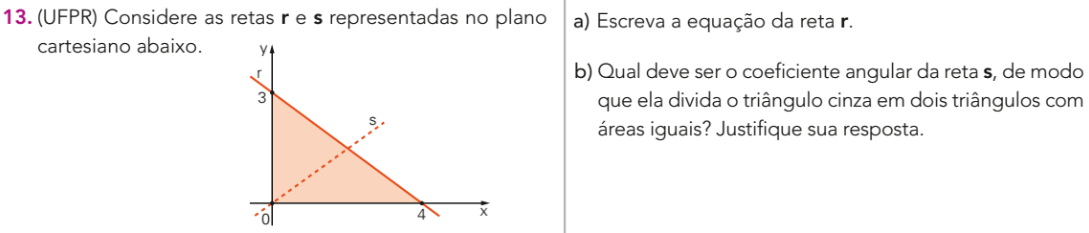 13. (UFPR) Considere as retas r e s representadas no plano
cartesiano abaixo.
y
r
3
s
0
4
x
a) Escreva a equação da reta r.
b) Qual deve ser o coeficiente angular da reta s, de modo
que ela divida o triângulo cinza em dois triângulos com
áreas iguais? Justifique sua resposta.